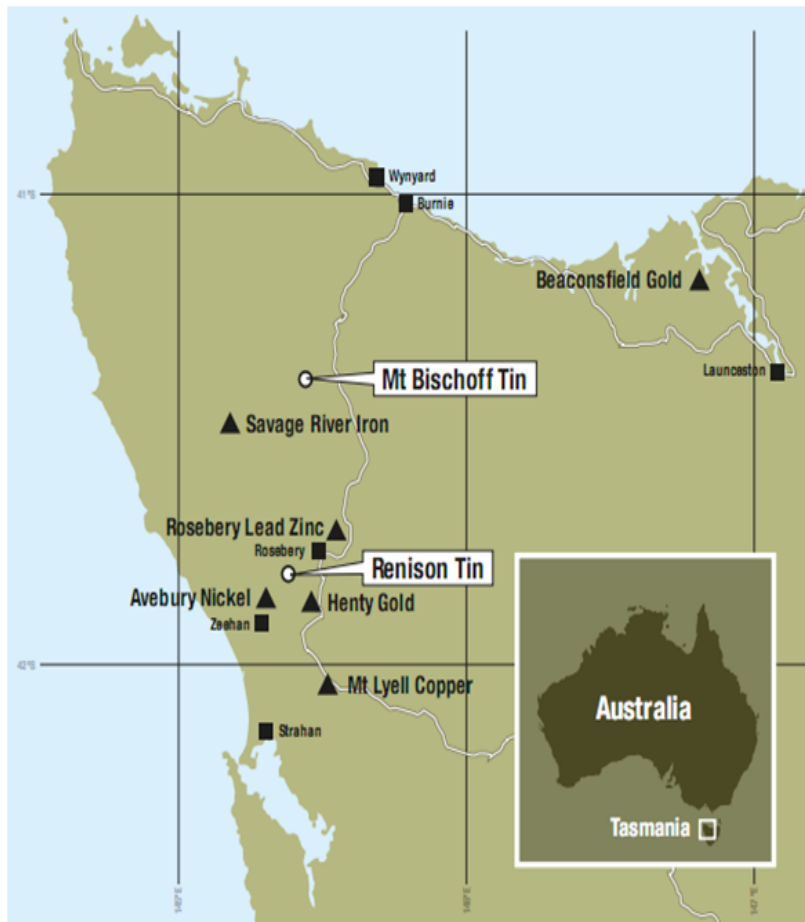 Wynyard
41°S
Burnie
Beaconsfield Gold
Mt Bischoff Tin
Launceston
Savage River Iron
Rosebery Lead Zinc
Rosebery
Renison Tin
Avebury Nickel
Henty Gold
Zeehan
42°S
Mt Lyell Copper
Australia
Strahan
Tasmania